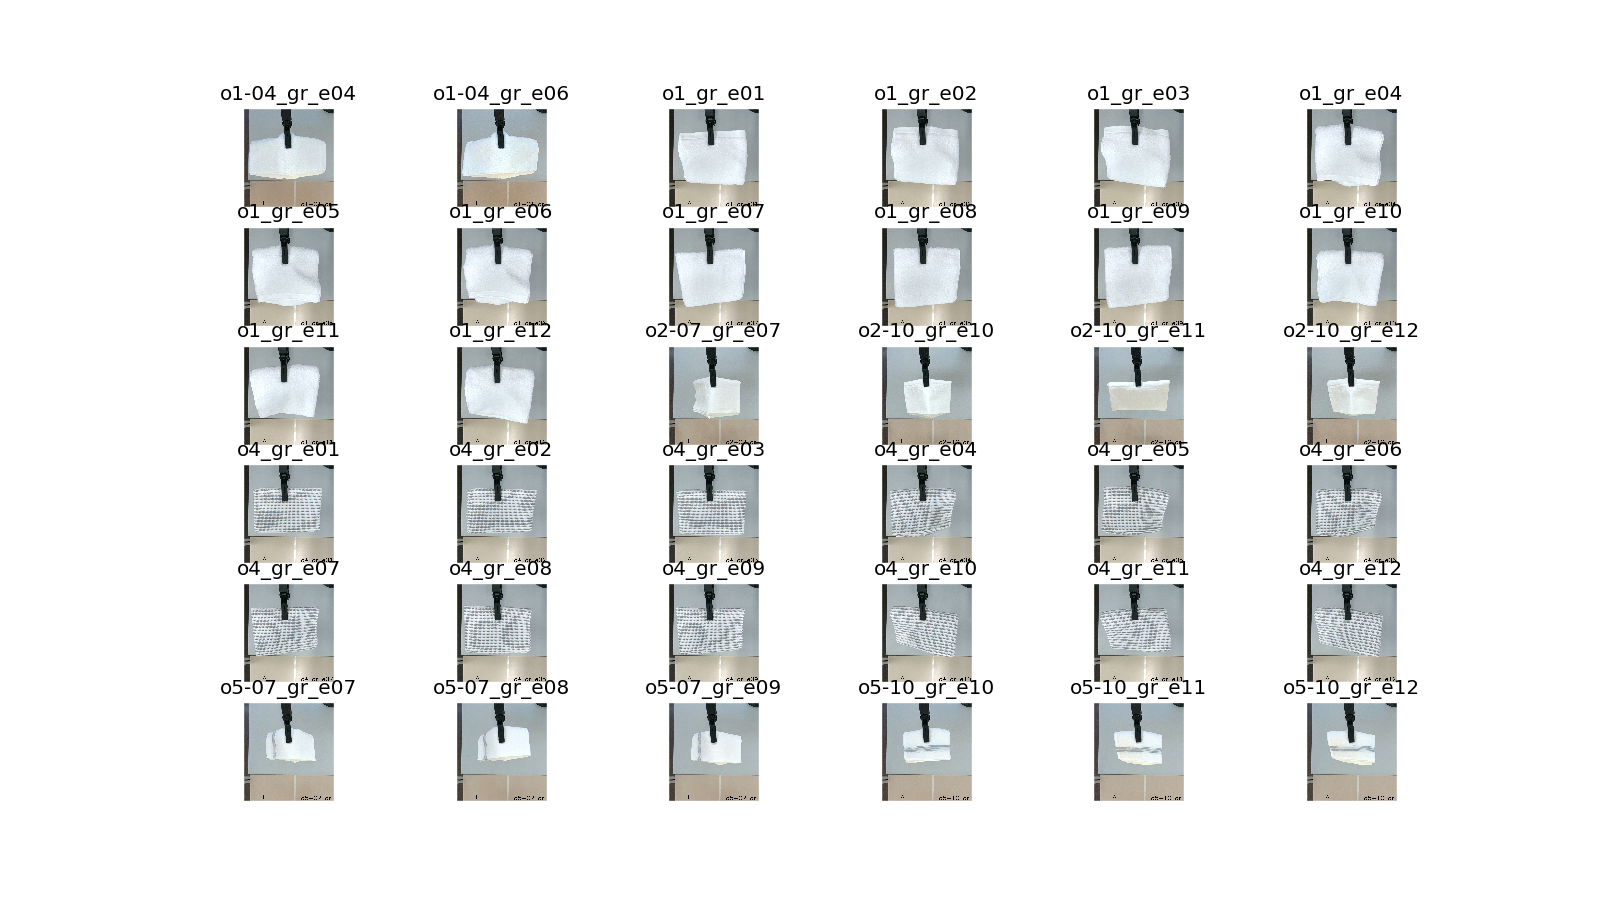 o1-04_gr_e04 o1-04_gr_e06 o1_gr_e01 o1_gr_e02 o1_gr_e03 o1_gr_e04
o1_gr_e05 o1_gr_e06 o1_gr_e07 o1_gr_e08 o1_gr_e09 o1_gr_e10
o1_gr_e11 o1_gr_e12 o2-07_gr_e07 o2-10_gr_e10 o2-10_gr_e11 o2-10_gr_e12
o4_gr_e01 o4_gr_e02 o4_gr_e03 o4_gr_e04 o4_gr_e05 o4_gr_e06
o4_gr_e07 o4_gr_e08 o4_gr_e09 o4_gr_e10 o4_gr_e11 o4_gr_e12
o5-07_gr_e07 o5-07_gr_e08 o5-07_gr_e09 o5-10_gr_e10 o5-10_gr_e11 o5-10_gr_e12